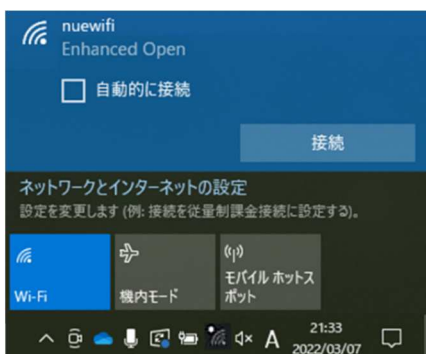 nuewifi
Enhanced Open
自動的に接続
接続
ネットワークとインターネットの設定
設定を変更します (例: 接続を従量制課金接続に設定する)。
Wi-Fi
機内モード
モバイル ホットス
ポット
A
21:33
2022/03/07